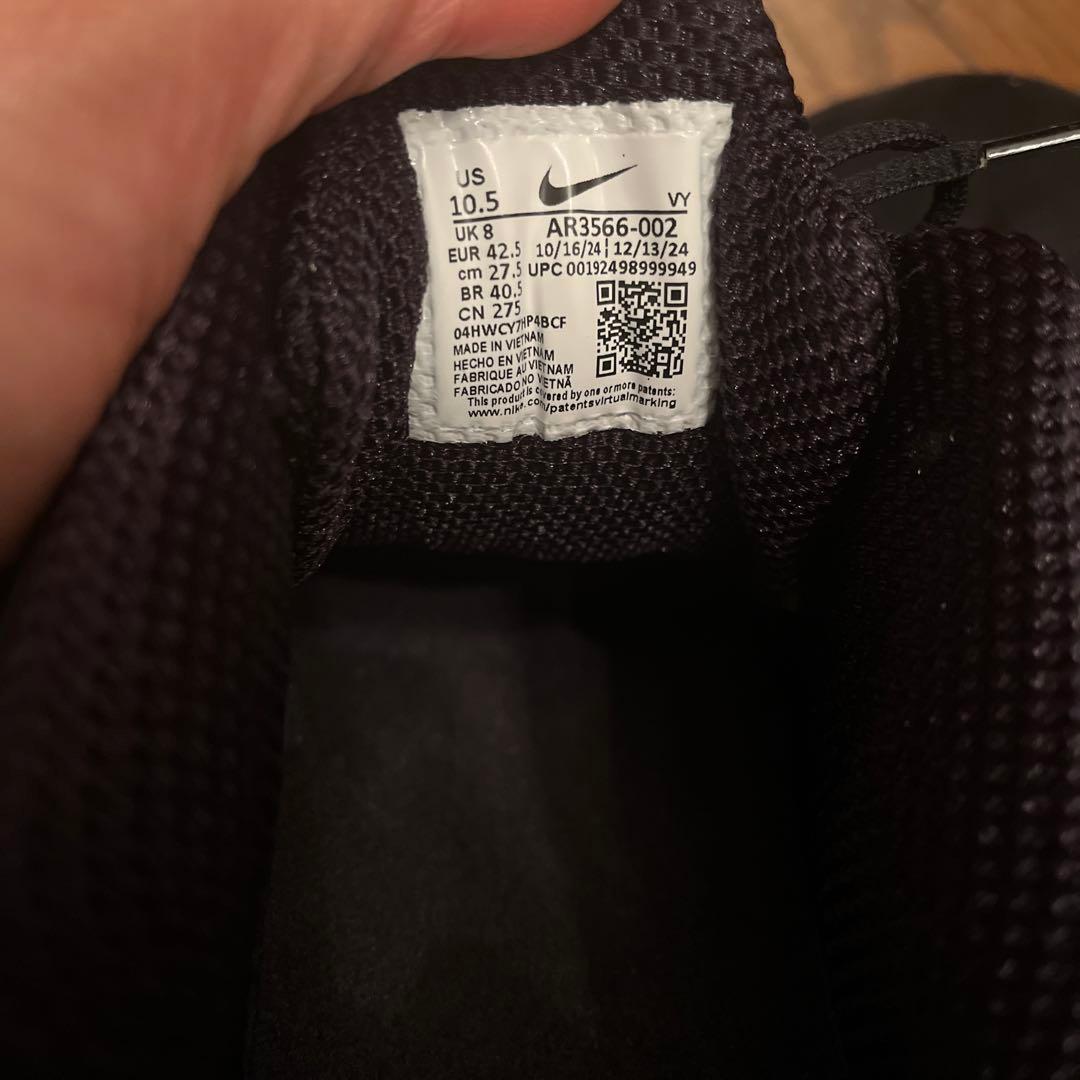 US
10.5
VY
UK 8
AR3566-002
EUR 42.5
10/16/24 | 12/13/24
cm 27.5
UPC 00192498999949
BR 40.5
CN 275
04HWCY7HP4BCF
MADE IN VIETNAM
HECHO EN VIETNAM
FABRIQUE AU VIETNAM
FABRICADO NO VIETNÃ
This product is covered by one or more patents:
www.nike.com/patentsvirtualmarking